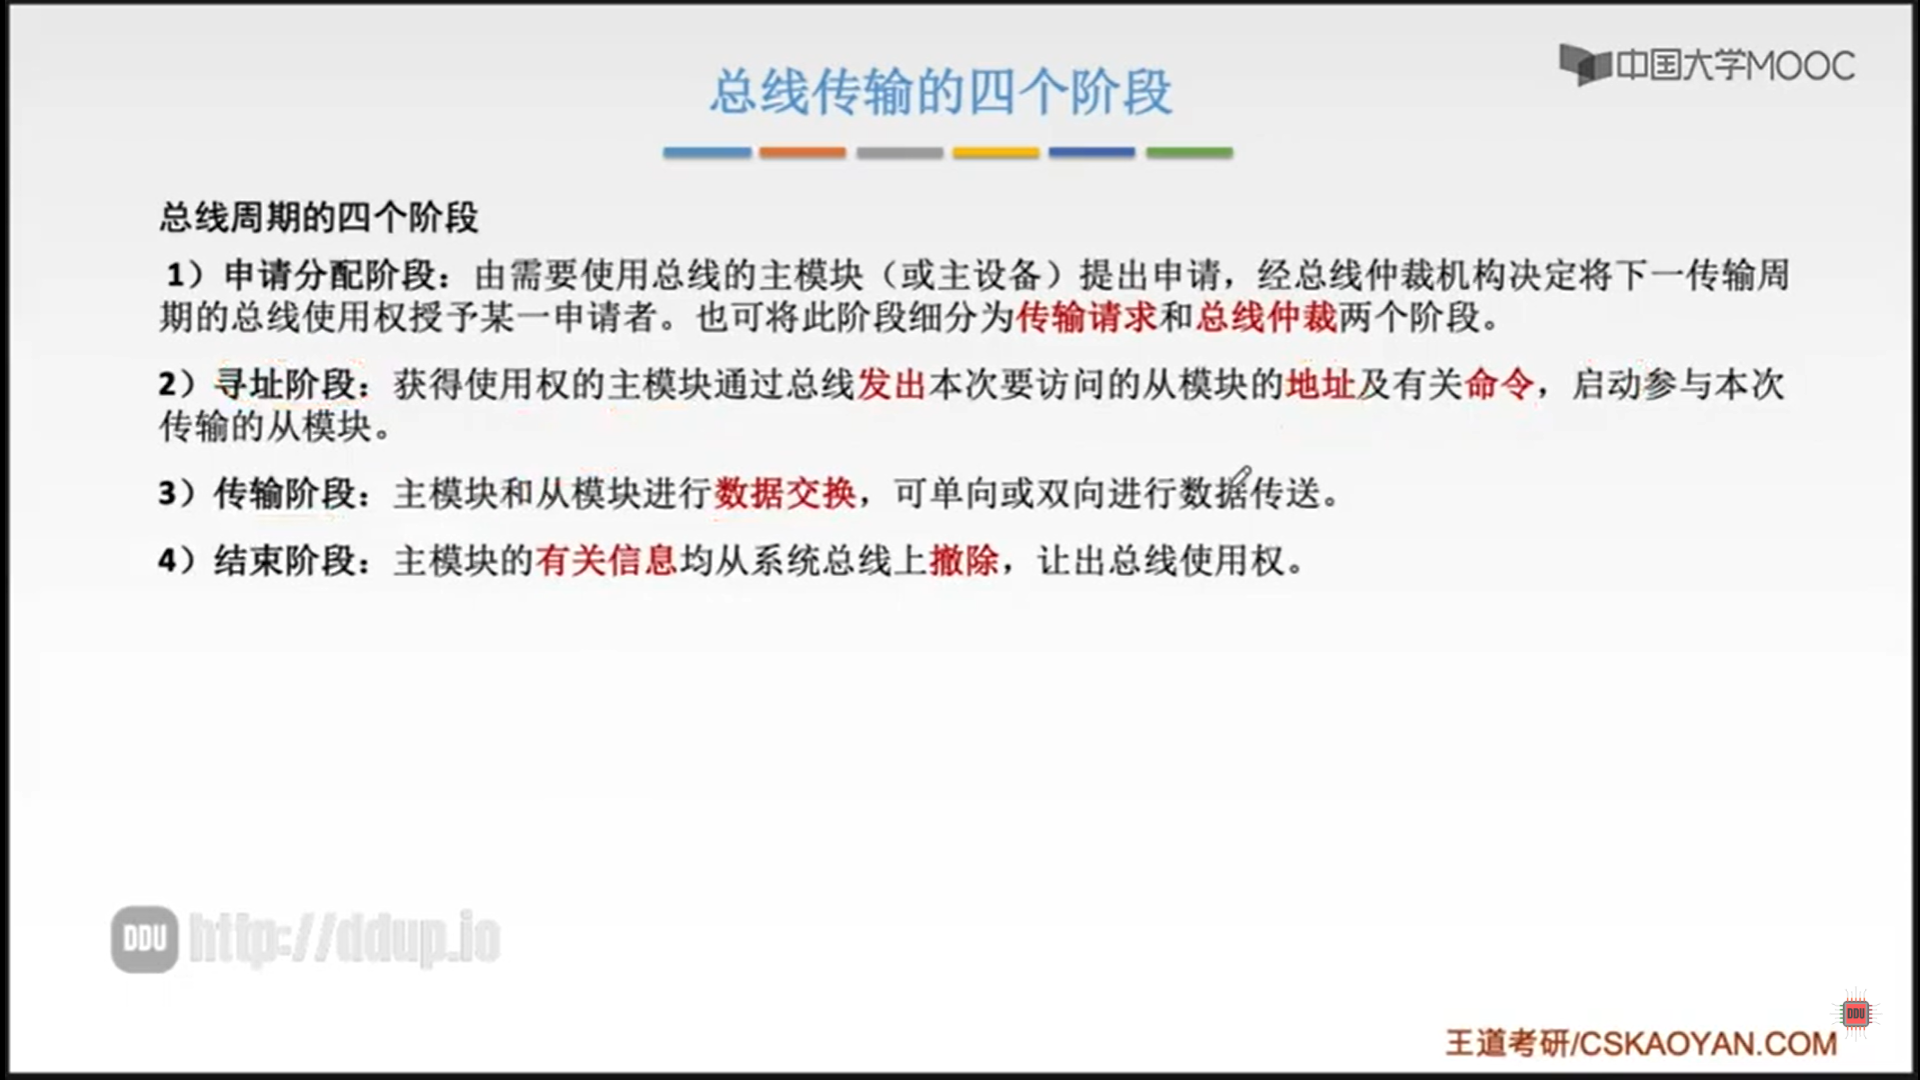 中国大学MOOC
总线传输的四个阶段
总线周期的四个阶段
1）申请分配阶段：由需要使用总线的主模块（或主设备）提出申请，经总线仲裁机构决定将下一传输周
期的总线使用权授予某一申请者。也可将此阶段细分为传输请求和总线仲裁两个阶段。
2）寻址阶段：获得使用权的主模块通过总线发出本次要访问的从模块的地址及有关命令，启动参与本次
传输的从模块。
3）传输阶段：主模块和从模块进行数据交换，可单向或双向进行数据传送。
4）结束阶段：主模块的有关信息均从系统总线上撤除，让出总线使用权。
DDU http://ddup.io
DDU
王道考研/CSKAOYAN.COM